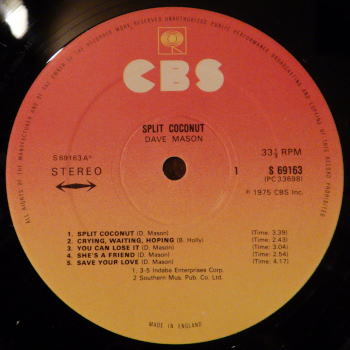 ALL RIGHTS OF THE MANUFACTURER AND OF THE OWNER OF THE RECORDED WORK RESERVED UNAUTHORISED PUBLIC PERFORMANCE BROADCASTING AND COPYING OF THIS RECORD PROHIBITED
CBS
SPLIT COCONUT
DAVE MASON
S 69163 A
STEREO
33⅓ RPM
1
S 69163
(PC 33698)
℗ 1975 CBS Inc.
1. SPLIT COCONUT (D. Mason) (Time: 3.39)
2. CRYING, WAITING, HOPING (B. Holly) (Time: 2.43)
3. YOU CAN LOSE IT (D. Mason) (Time: 3.04)
4. SHE'S A FRIEND (D. Mason) (Time: 2.54)
5. SAVE YOUR LOVE (D. Mason) (Time: 4.17)
1, 3-5 Indaba Enterprises Corp.
2 Southern Mus. Pub. Co. Ltd.
MADE IN ENGLAND